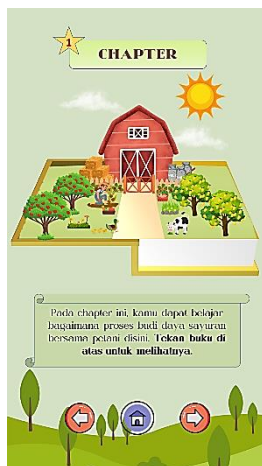 1
CHAPTER
Pada chapter ini, kamu dapat belajar
bagaimana proses budi daya sayuran
bersama petani disini. Tekan buku di
atas untuk melihatnya.